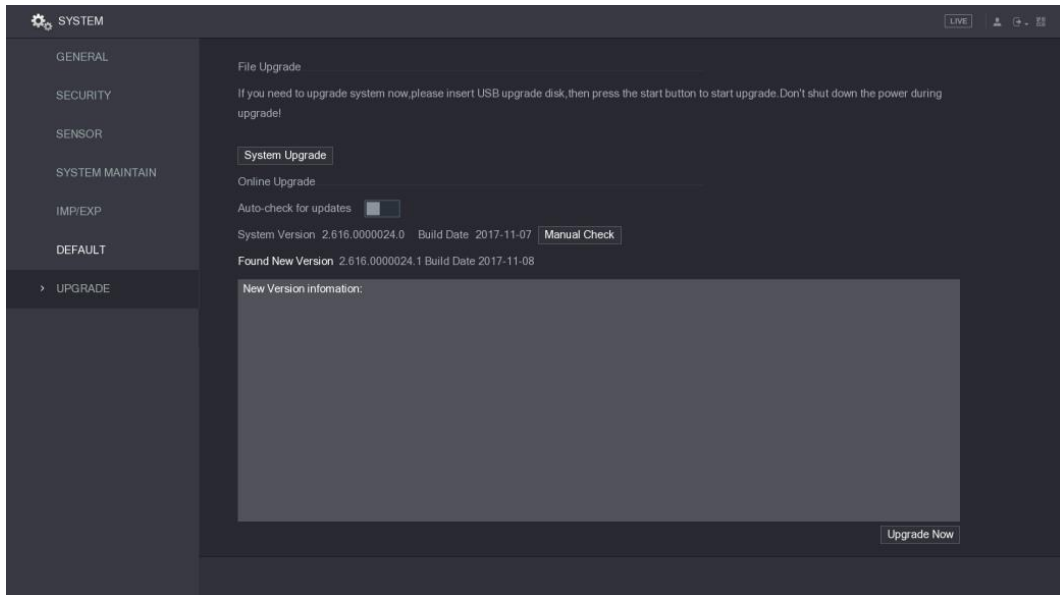 SYSTEM
LIVE
GENERAL
SECURITY
SENSOR
SYSTEM MAINTAIN
IMP/EXP
DEFAULT
> UPGRADE
File Upgrade
If you need to upgrade system now,please insert USB upgrade disk,then press the start button to start upgrade.Don't shut down the power during
upgrade!
System Upgrade
Online Upgrade
Auto-check for updates
System Version 2.616.0000024.0 Build Date 2017-11-07 Manual Check
Found New Version 2.616.0000024.1 Build Date 2017-11-08
New Version infomation:
Upgrade Now